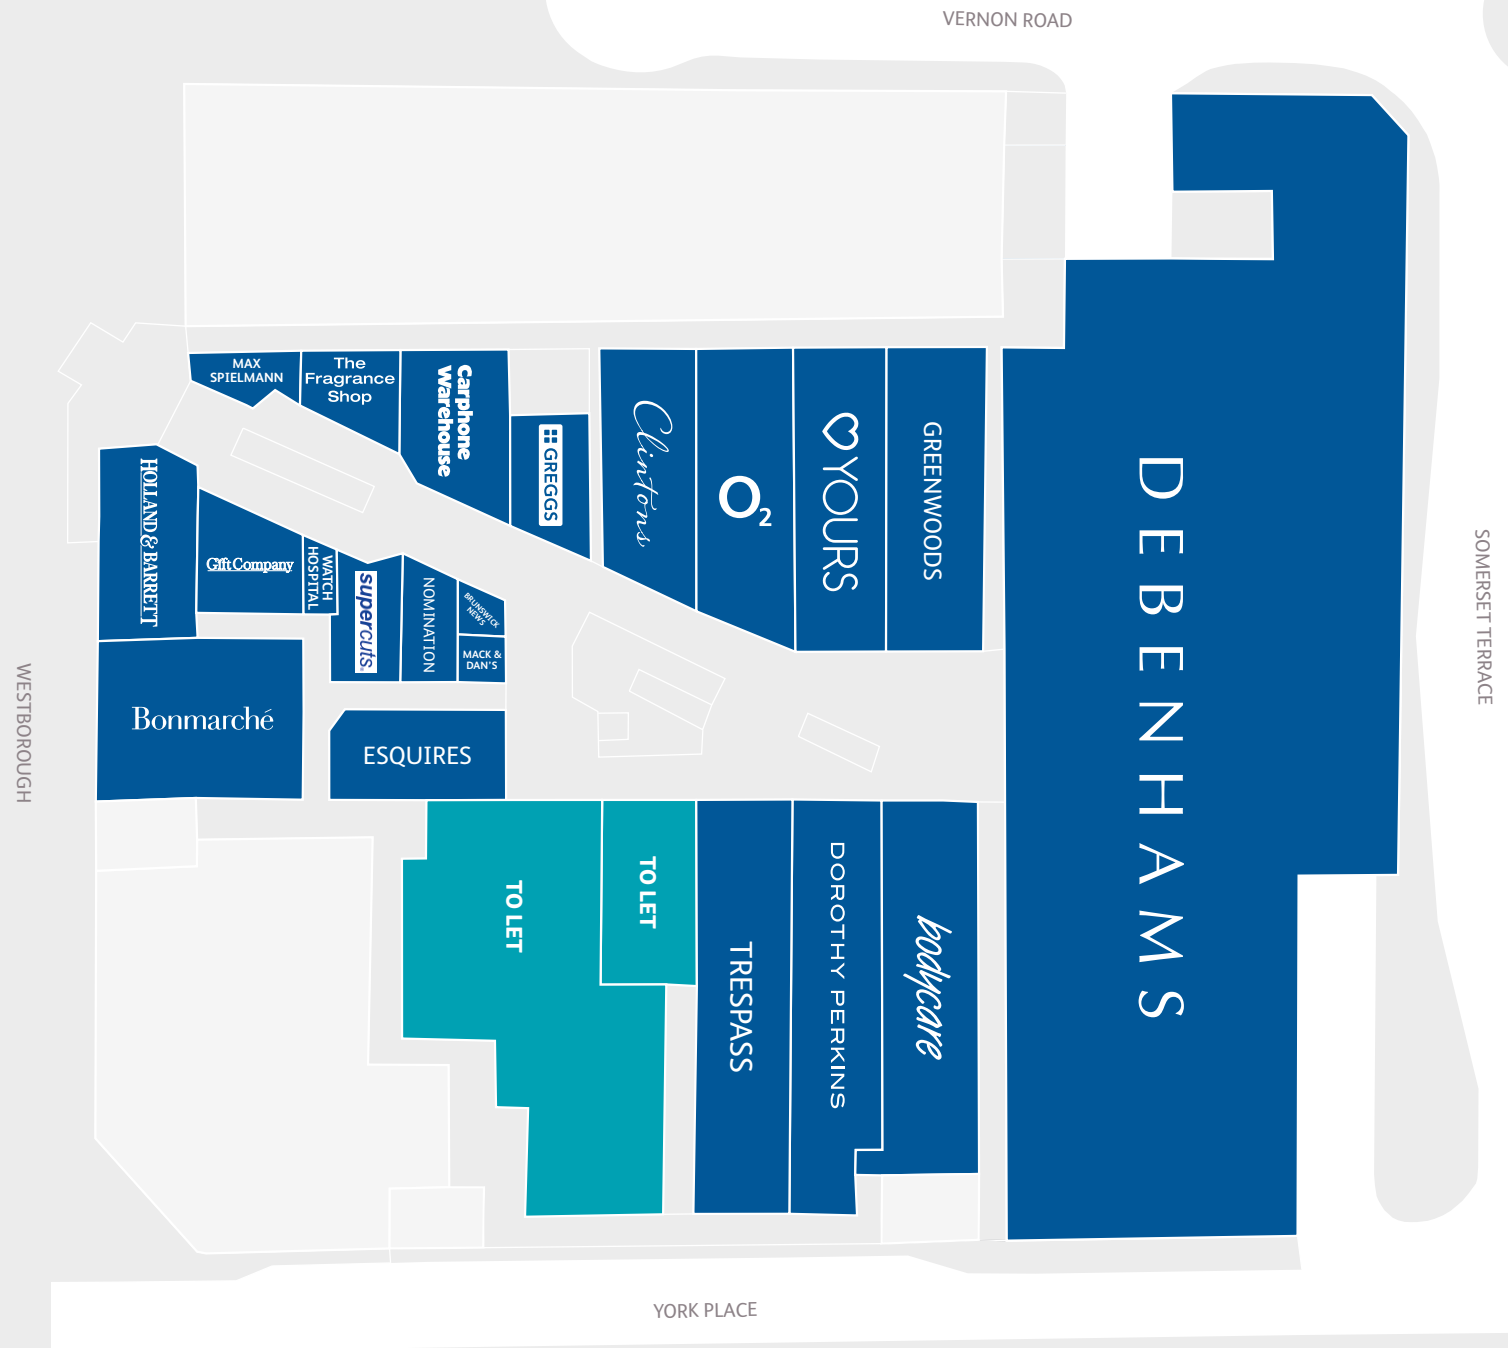 VERNON ROAD
MAX
SPIELMANN
The
Fragrance
Shop
Carphone
Warehouse
GREGGS
Clintons
O2
YOURS
GREENWOODS
DEBENHAMS
HOLLAND & BARRETT
Gift Company
WATCH
HOSPITAL
supercuts.
NOMINATION
BRUNSWICK
NEWS
MACK &
DAN'S
SOMERSET TERRACE
WESTBOROUGH
Bonmarché
ESQUIRES
TO LET
TO LET
TRESPASS
DOROTHY PERKINS
bodycare
YORK PLACE